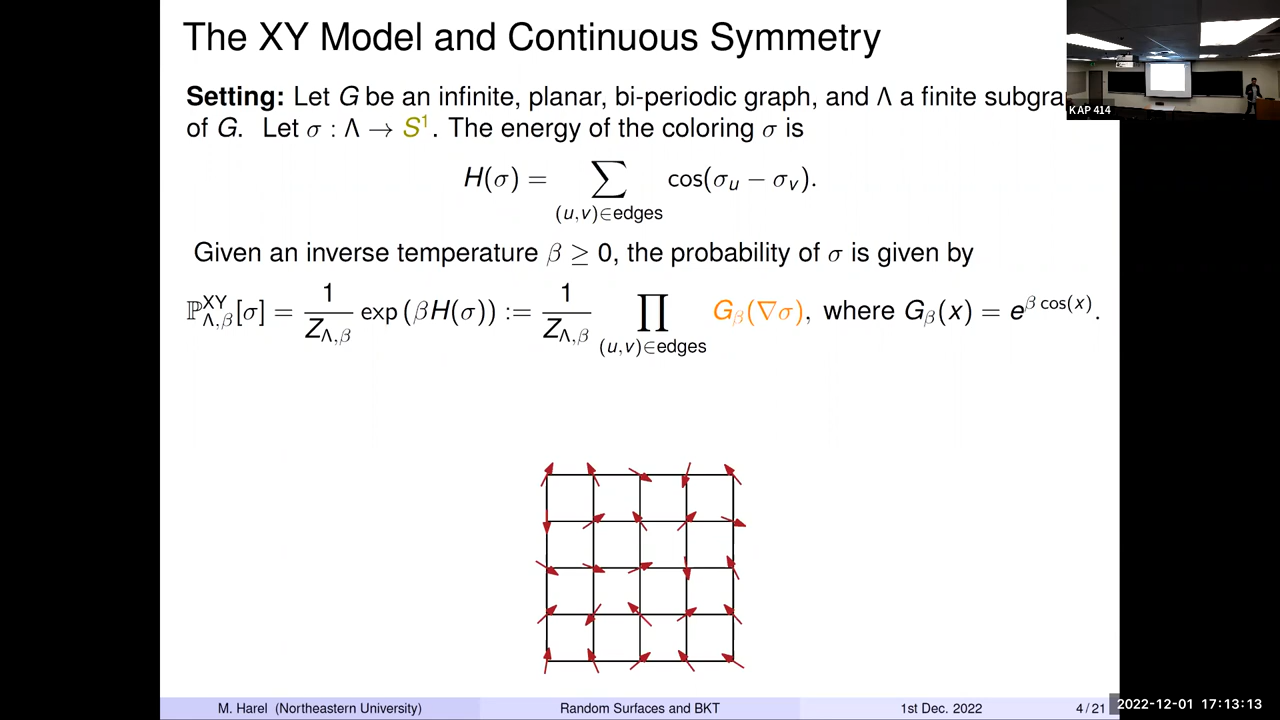 The XY Model and Continuous Symmetry
Setting: Let G be an infinite, planar, bi-periodic graph, and Λ a finite subgra
of G. Let σ : Λ → S¹. The energy of the coloring σ is
H(σ) = ∑_{(u,v)∈edges} cos(σ_u − σ_v).
Given an inverse temperature β ≥ 0, the probability of σ is given by
ℙ^{XY}_{Λ,β}[σ] = 1/Z_{Λ,β} exp (βH(σ)) := 1/Z_{Λ,β} ∏_{(u,v)∈edges} G_β(∇σ), where G_β(x) = e^{β cos(x)}.
KAP 414
M. Harel (Northeastern University) Random Surfaces and BKT 1st Dec. 2022 4 / 21
2022-12-01 17:13:13